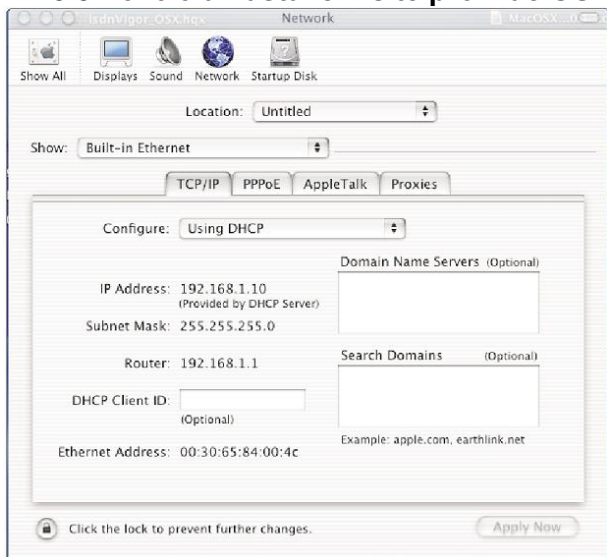 IsdnVigor_OSX.hqx Network MacOSX
Show All Displays Sound Network Startup Disk
Location: Untitled
Show: Built-in Ethernet
TCP/IP PPPoE AppleTalk Proxies
Configure: Using DHCP
Domain Name Servers (Optional)
IP Address: 192.168.1.10
(Provided by DHCP Server)
Subnet Mask: 255.255.255.0
Router: 192.168.1.1
Search Domains (Optional)
DHCP Client ID:
(Optional)
Example: apple.com, earthlink.net
Ethernet Address: 00:30:65:84:00:4c
Click the lock to prevent further changes.
Apply Now